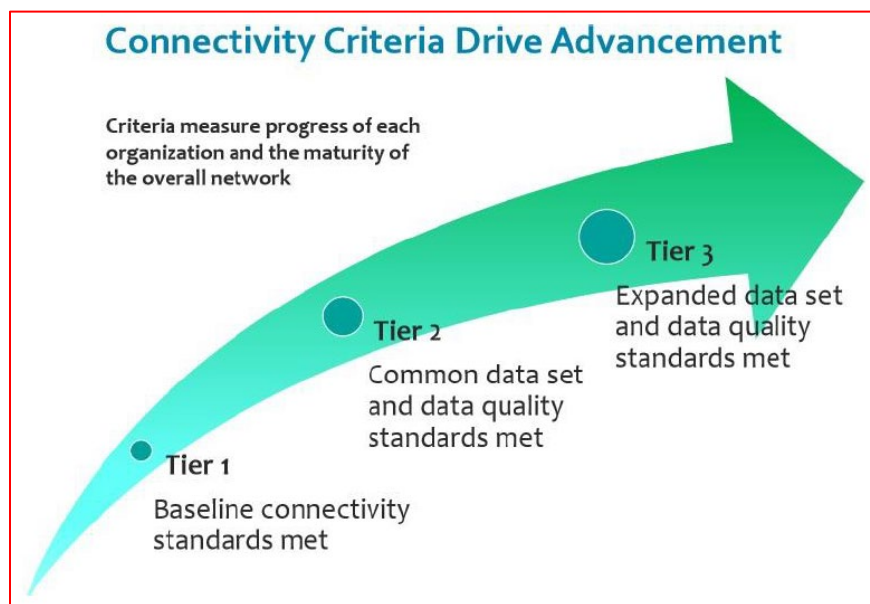 Connectivity Criteria Drive Advancement
Criteria measure progress of each
organization and the maturity of
the overall network
Tier 1
Baseline connectivity
standards met
Tier 2
Common data set
and data quality
standards met
Tier 3
Expanded data set
and data quality
standards met